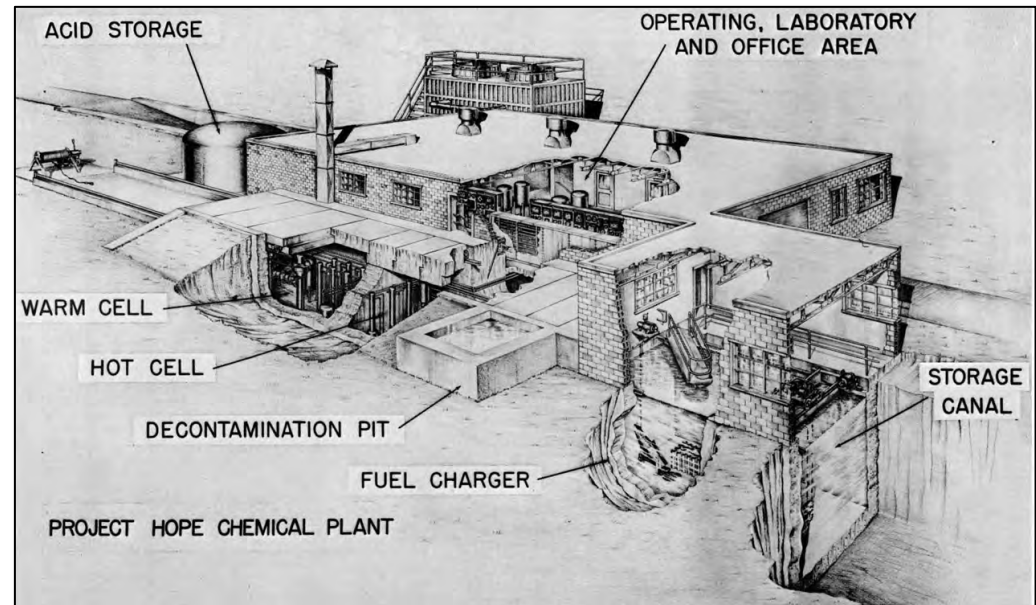 ACID STORAGE
OPERATING, LABORATORY
AND OFFICE AREA
WARM CELL
HOT CELL
DECONTAMINATION PIT
FUEL CHARGER
STORAGE
CANAL
PROJECT HOPE CHEMICAL PLANT